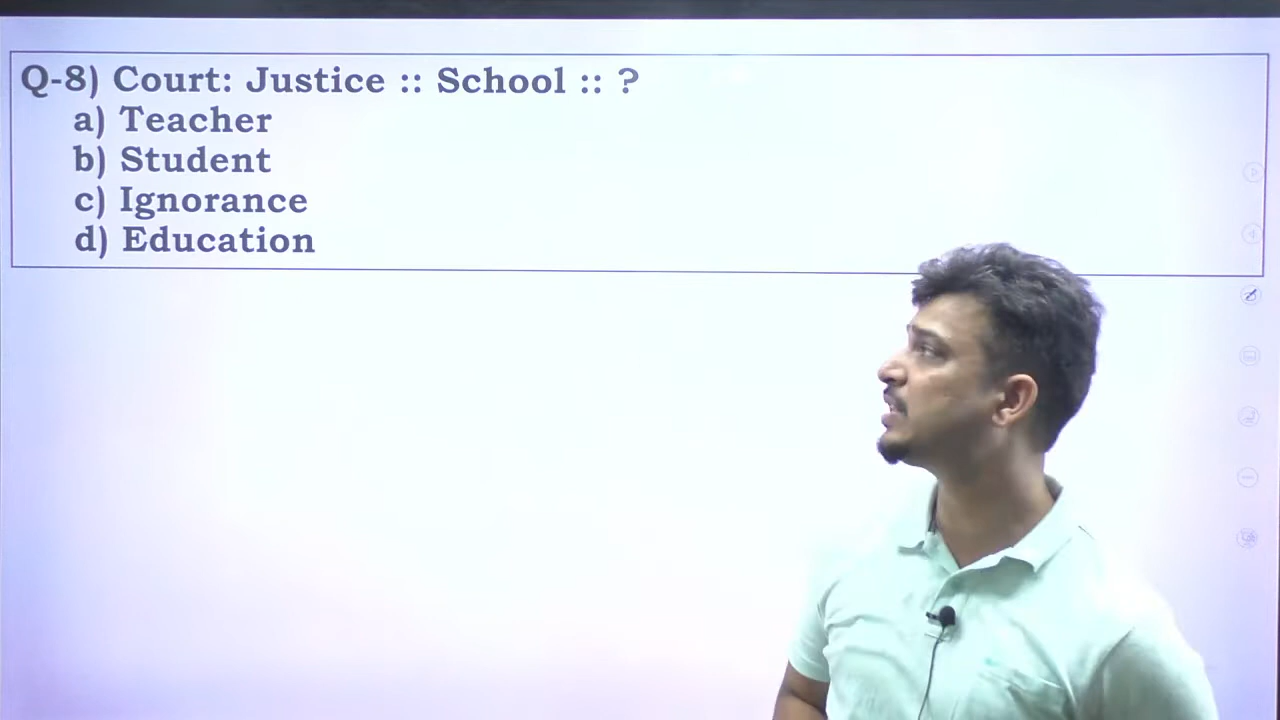 Q-8) Court: Justice :: School :: ?
a) Teacher
b) Student
c) Ignorance
d) Education